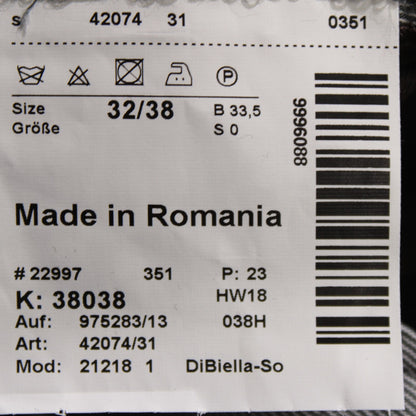 s 42074 31 0351
P
Size 32/38 B 33,5
Größe S 0
9996088
Made in Romania
# 22997 351 P: 23
K: 38038 HW18
Auf: 975283/13 038H
Art: 42074/31
Mod: 21218 1 DiBiella-So